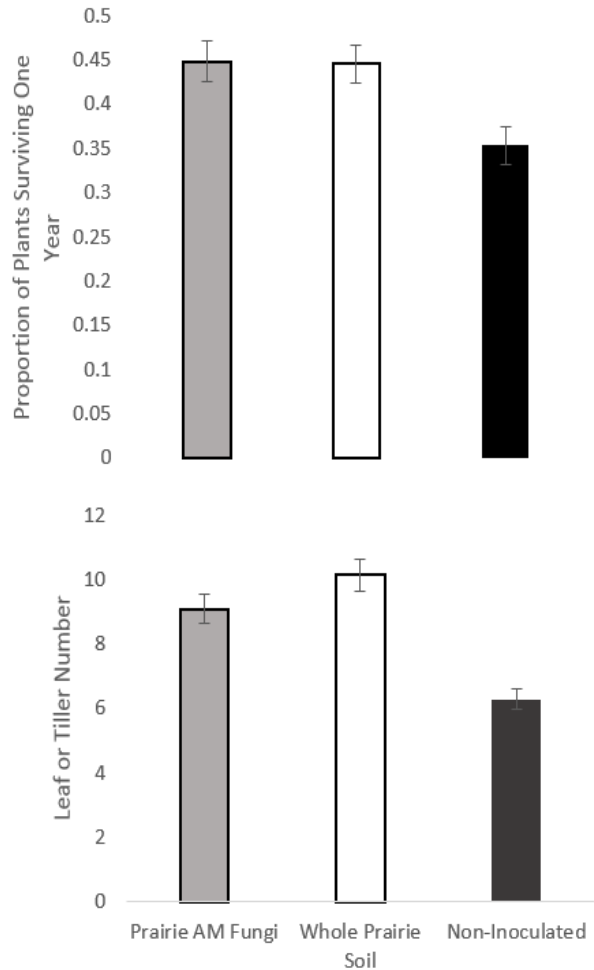 Proportion of Plants Surviving One
Year
0.5
0.45
0.4
0.35
0.3
0.25
0.2
0.15
0.1
0.05
0
Leaf or Tiller Number
12
10
8
6
4
2
0
Prairie AM Fungi
Whole Prairie
Soil
Non-Inoculated